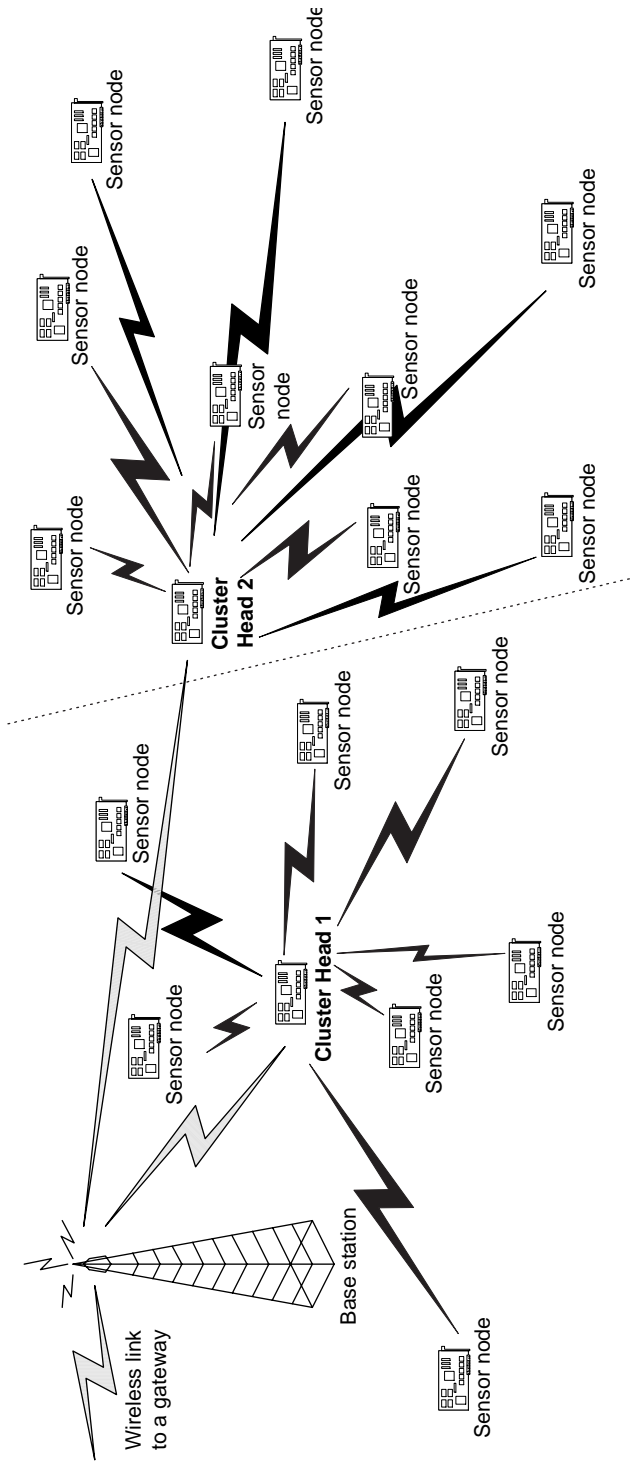 Sensor node
Sensor node
Sensor node
Wireless link
to a gateway
Sensor node
Sensor node
Cluster
Head 2
Sensor
node
Sensor node
Cluster Head 1
Sensor node
Base station
Sensor node
Sensor node
Sensor node
Sensor node
Sensor node
Sensor node
Sensor node
Sensor node